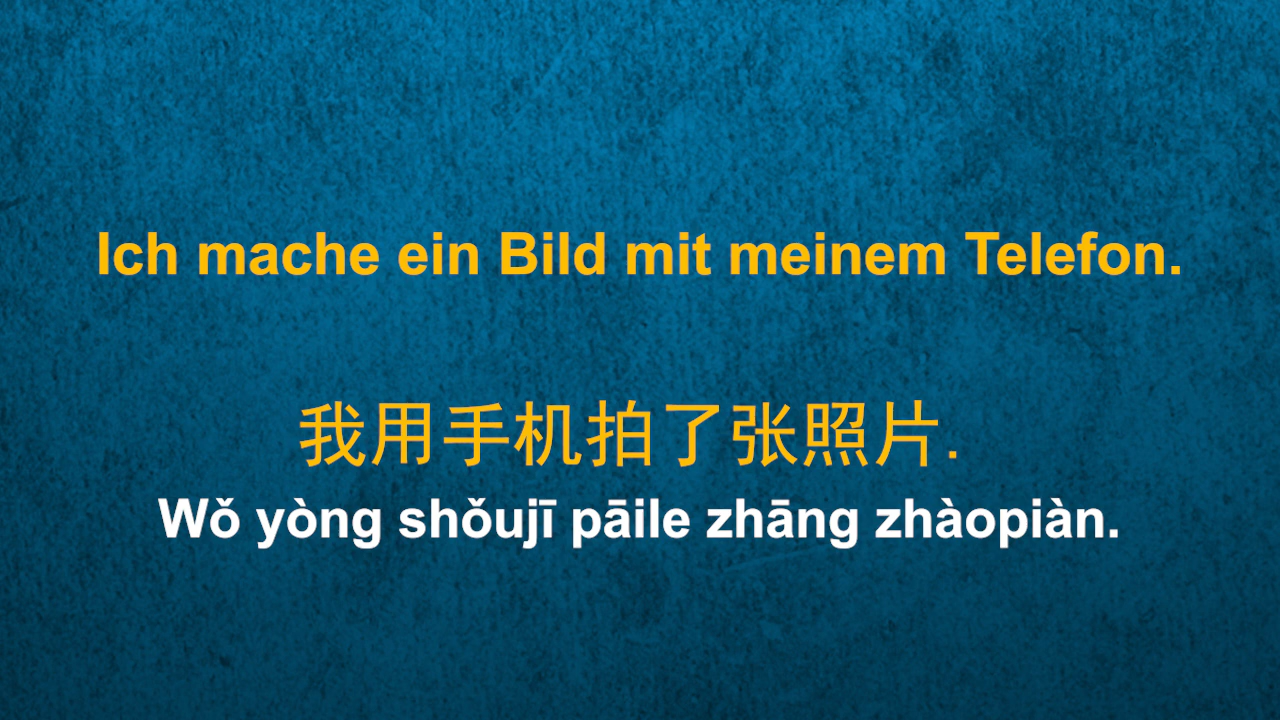 Ich mache ein Bild mit meinem Telefon.
我用手机拍了张照片.
Wǒ yòng shǒujī pāile zhāng zhàopiàn.